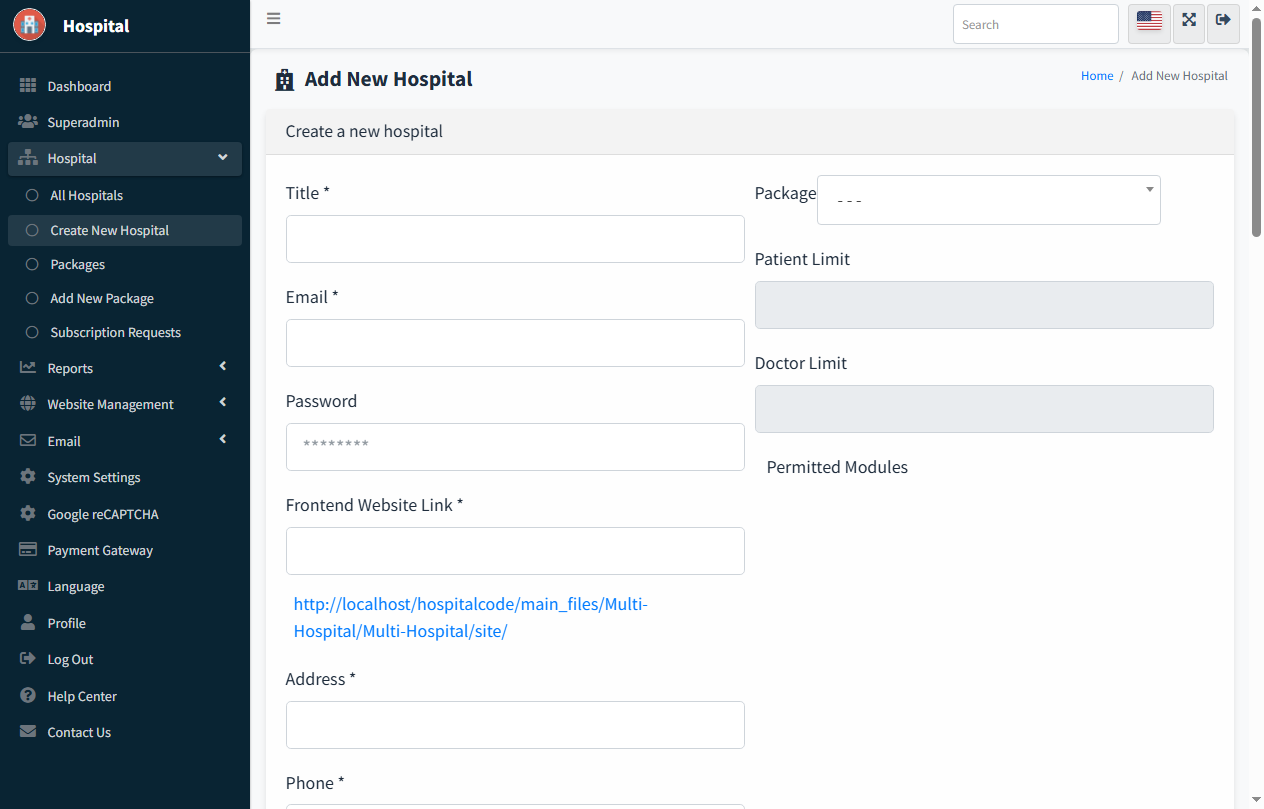 Hospital
Dashboard
Superadmin
Hospital
All Hospitals
Create New Hospital
Packages
Add New Package
Subscription Requests
Reports
Website Management
Email
System Settings
Google reCAPTCHA
Payment Gateway
Language
Profile
Log Out
Help Center
Contact Us
Search
Add New Hospital
Home / Add New Hospital
Create a new hospital
Title *
Email *
Password
********
Frontend Website Link *
http://localhost/hospitalcode/main_files/Multi-
Hospital/Multi-Hospital/site/
Address *
Phone *
Package
---
Patient Limit
Doctor Limit
Permitted Modules